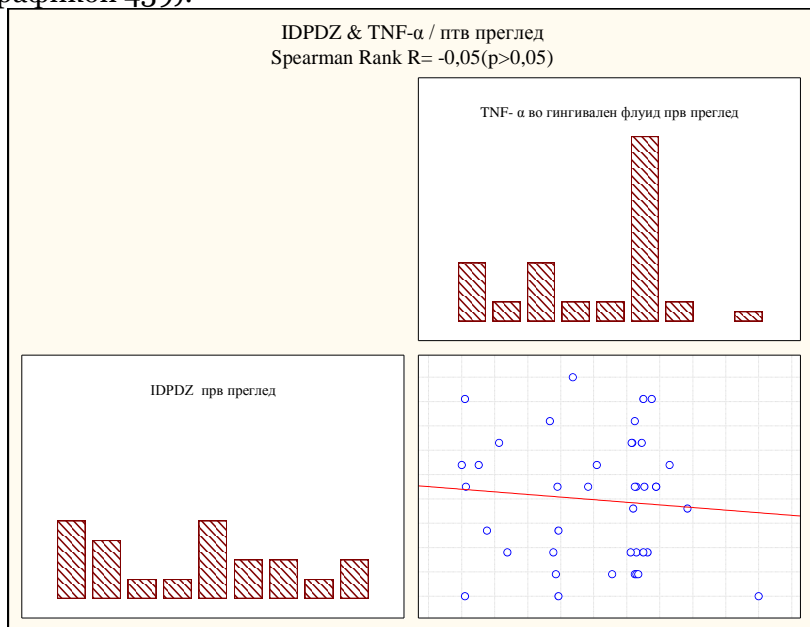 IDPDZ & TNF-α / птв преглед
Spearman Rank R= -0,05(p>0,05)
TNF- α во гингивален флуид прв преглед
IDPDZ прв преглед